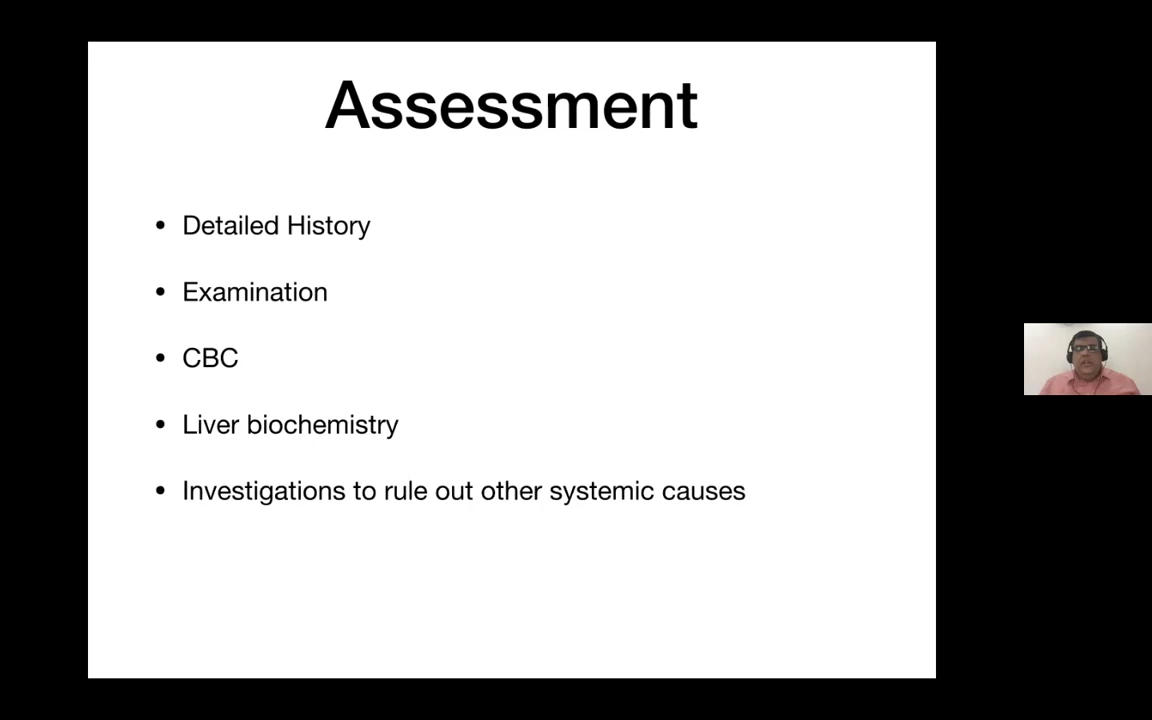 Assessment
• Detailed History
• Examination
• CBC
• Liver biochemistry
• Investigations to rule out other systemic causes